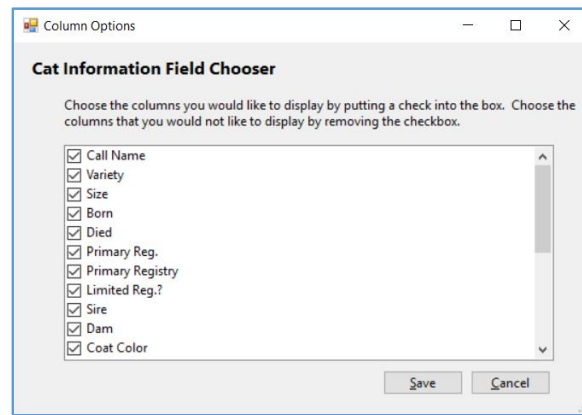 Column Options
Cat Information Field Chooser
Choose the columns you would like to display by putting a check into the box. Choose the
columns that you would not like to display by removing the checkbox.
Call Name
Variety
Size
Born
Died
Primary Reg.
Primary Registry
Limited Reg.?
Sire
Dam
Coat Color
Save Cancel